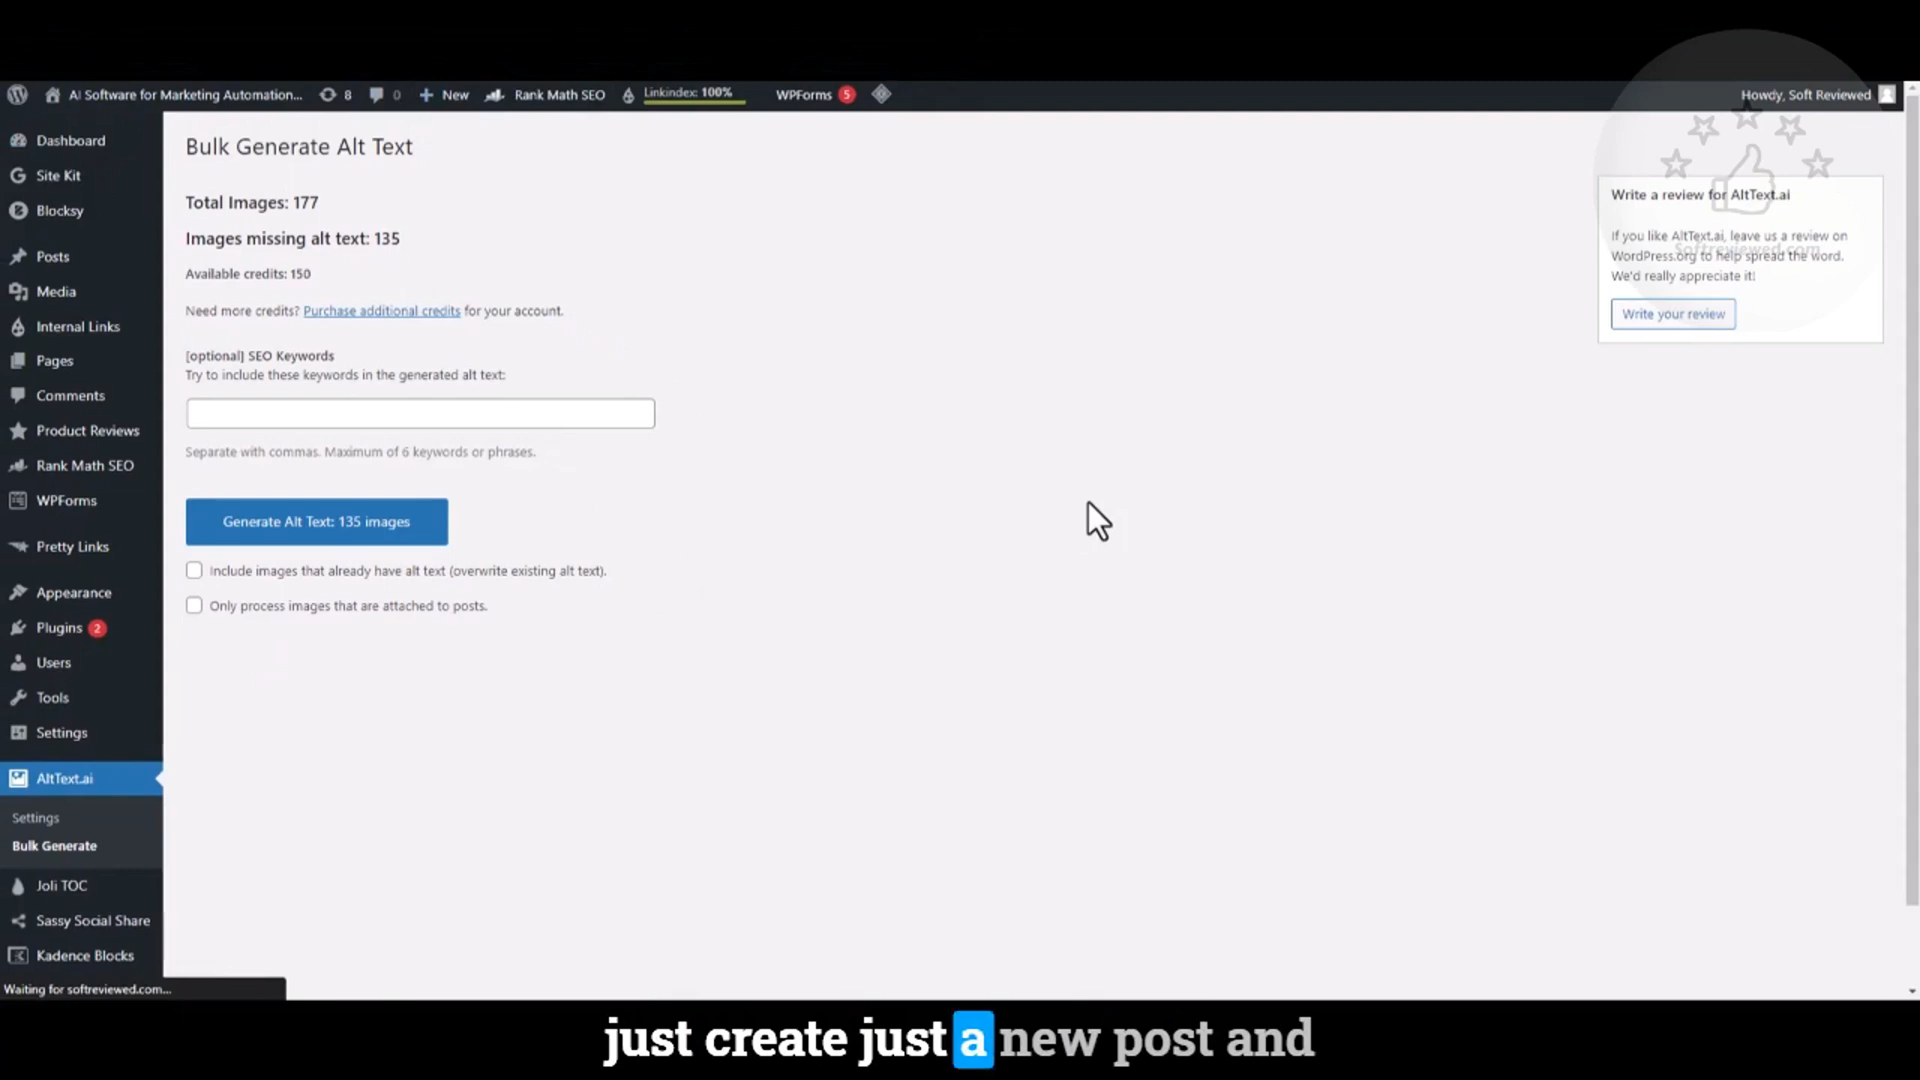 AI Software for Marketing Automation... 8 0 New Rank Math SEO Linkindex: 100% WPForms 5 Howdy, Soft Reviewed
Dashboard
Site Kit
Blocksy
Posts
Media
Internal Links
Pages
Comments
Product Reviews
Rank Math SEO
WPForms
Pretty Links
Appearance
Plugins 2
Users
Tools
Settings
AltText.ai
Settings
Bulk Generate
Joli TOC
Sassy Social Share
Kadence Blocks
Waiting for softreviewed.com...
Bulk Generate Alt Text
Total Images: 177
Images missing alt text: 135
Available credits: 150
Need more credits? Purchase additional credits for your account.
[optional] SEO Keywords
Try to include these keywords in the generated alt text:
Separate with commas. Maximum of 6 keywords or phrases.
Generate Alt Text: 135 images
Include images that already have alt text (overwrite existing alt text).
Only process images that are attached to posts.
Write a review for AltText.ai
If you like AltText.ai, leave us a review on
WordPress.org to help spread the word.
We'd really appreciate it!
Write your review
Softreviewed.com
just create just a new post and